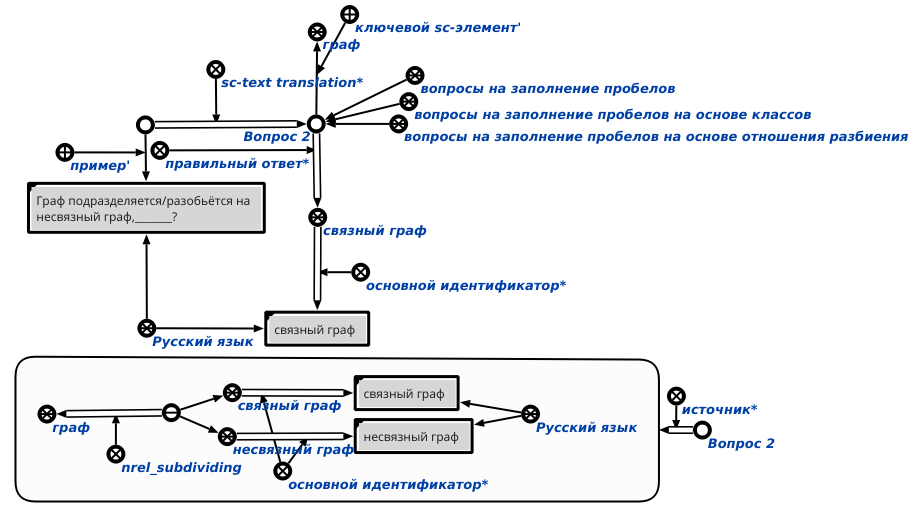 ключевой sc-элемент'
граф
sc-text translation*
вопросы на заполнение пробелов
вопросы на заполнение пробелов на основе классов
Вопрос 2
вопросы на заполнение пробелов на основе отношения разбиения
пример'
правильный ответ*
Граф подразделяется/разобьётся на
несвязный граф,______?
связный граф
основной идентификатор*
связный граф
Русский язык
связный граф
связный граф
источник*
граф
Русский язык
несвязный граф
несвязный граф
Вопрос 2
nrel_subdividing
основной идентификатор*